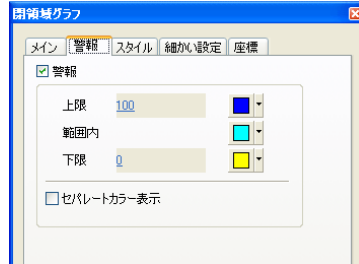 閉領域グラフ
メイン 警報 スタイル 細かい設定 座標
警報
上限 100
範囲内
下限 0
セパレートカラー表示